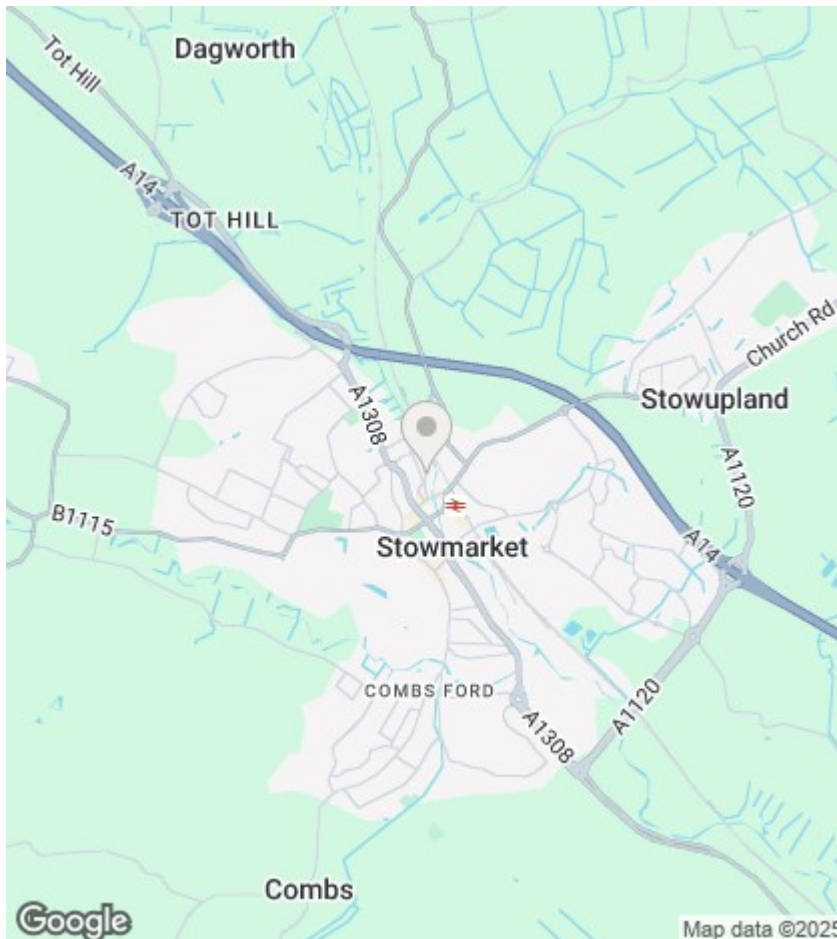 Dagworth
Tot Hill
A14
TOT HILL
Church Rd
Stowupland
A1308
A1120
B1115
Stowmarket
A14
COMBS FORD
A1120
A1308
Combs
Google
Map data ©2025